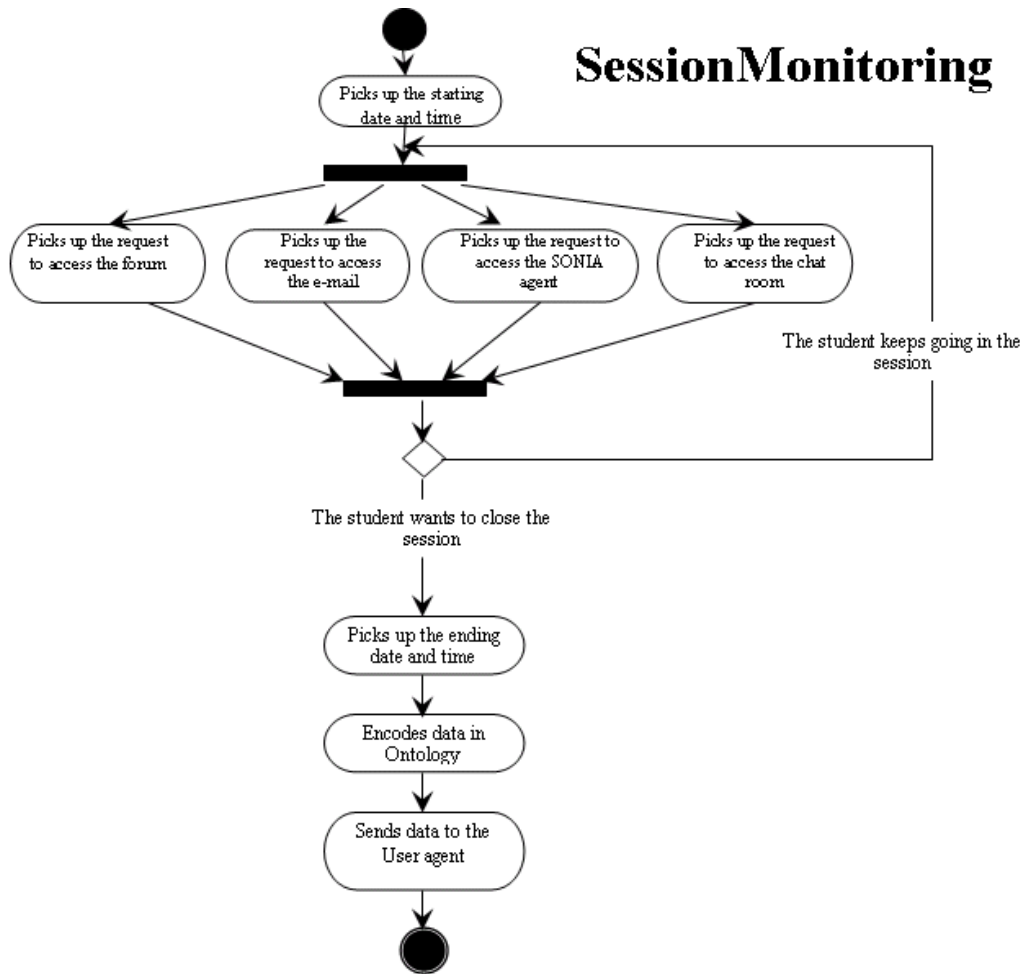 SessionMonitoring
Picks up the starting
date and time
Picks up the request
to access the forum
Picks up the
request to access
the e-mail
Picks up the request to
access the SONIA
agent
Picks up the request
to access the chat
room
The student keeps going in the
session
The student wants to close the
session
Picks up the ending
date and time
Encodes data in
Ontology
Sends data to the
User agent